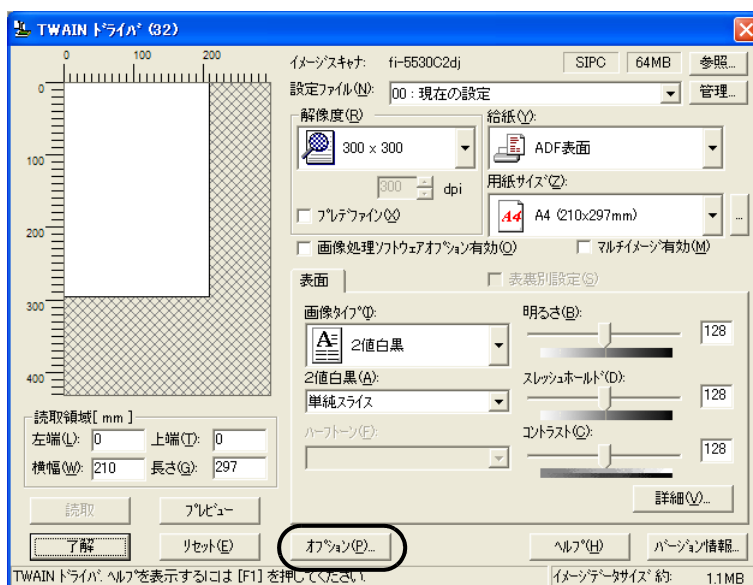 TWAIN ドライバ (32)
0 100 200
0
100
200
300
400
イメージスキャナ: fi-5530C2dj SIPC 64MB 参照...
設定ファイル(N): 00 : 現在の設定 管理...
解像度(R)
300 x 300
300 dpi
プレデファイン(X)
給紙(Y):
ADF表面
用紙サイズ(Z):
A4 A4 (210x297mm) ...
画像処理ソフトウェアオプション有効(O) マルチイメージ有効(M)
表面 表裏別設定(S)
画像タイプ(I):
2値白黒
2値白黒(A):
単純スライス
ハーフトーン(F):
明るさ(B):
128
スレッシュホールド(D):
128
コントラスト(C):
128
詳細(V)...
読取領域[ mm ]
左端(L): 0 上端(T): 0
横幅(W): 210 長さ(G): 297
読取 プレビュー
了解 リセット(E) オプション(P)... ヘルプ(H) バージョン情報...
TWAIN ドライバ. ヘルプを表示するには [F1] を押してください. イメージデータサイズ 約: 1.1MB